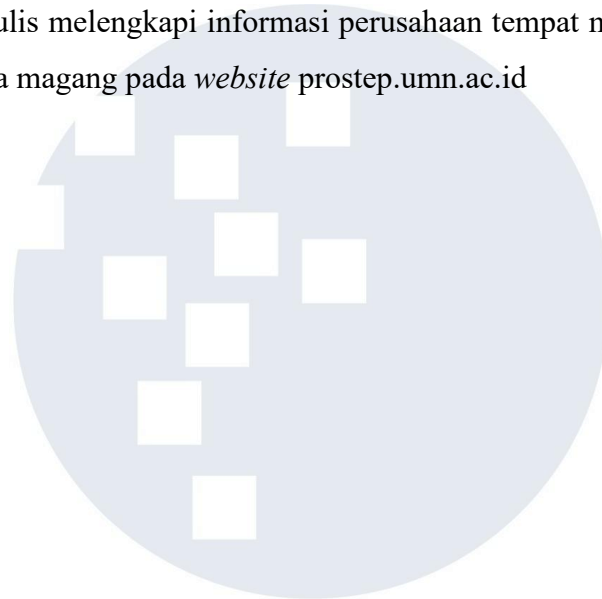 ulis melengkapi informasi perusahaan tempat
a magang pada website prostep.umn.ac.id